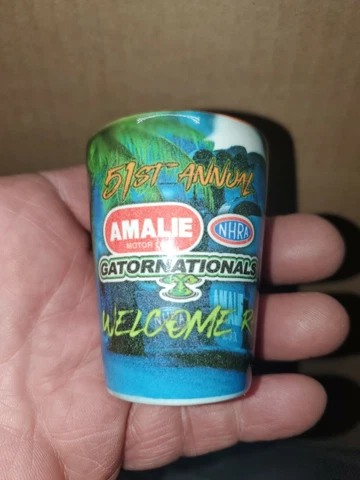 51ST ANNUAL
AMALIE
MOTOR OIL
NHRA
GATORNATIONALS
WELCOME R